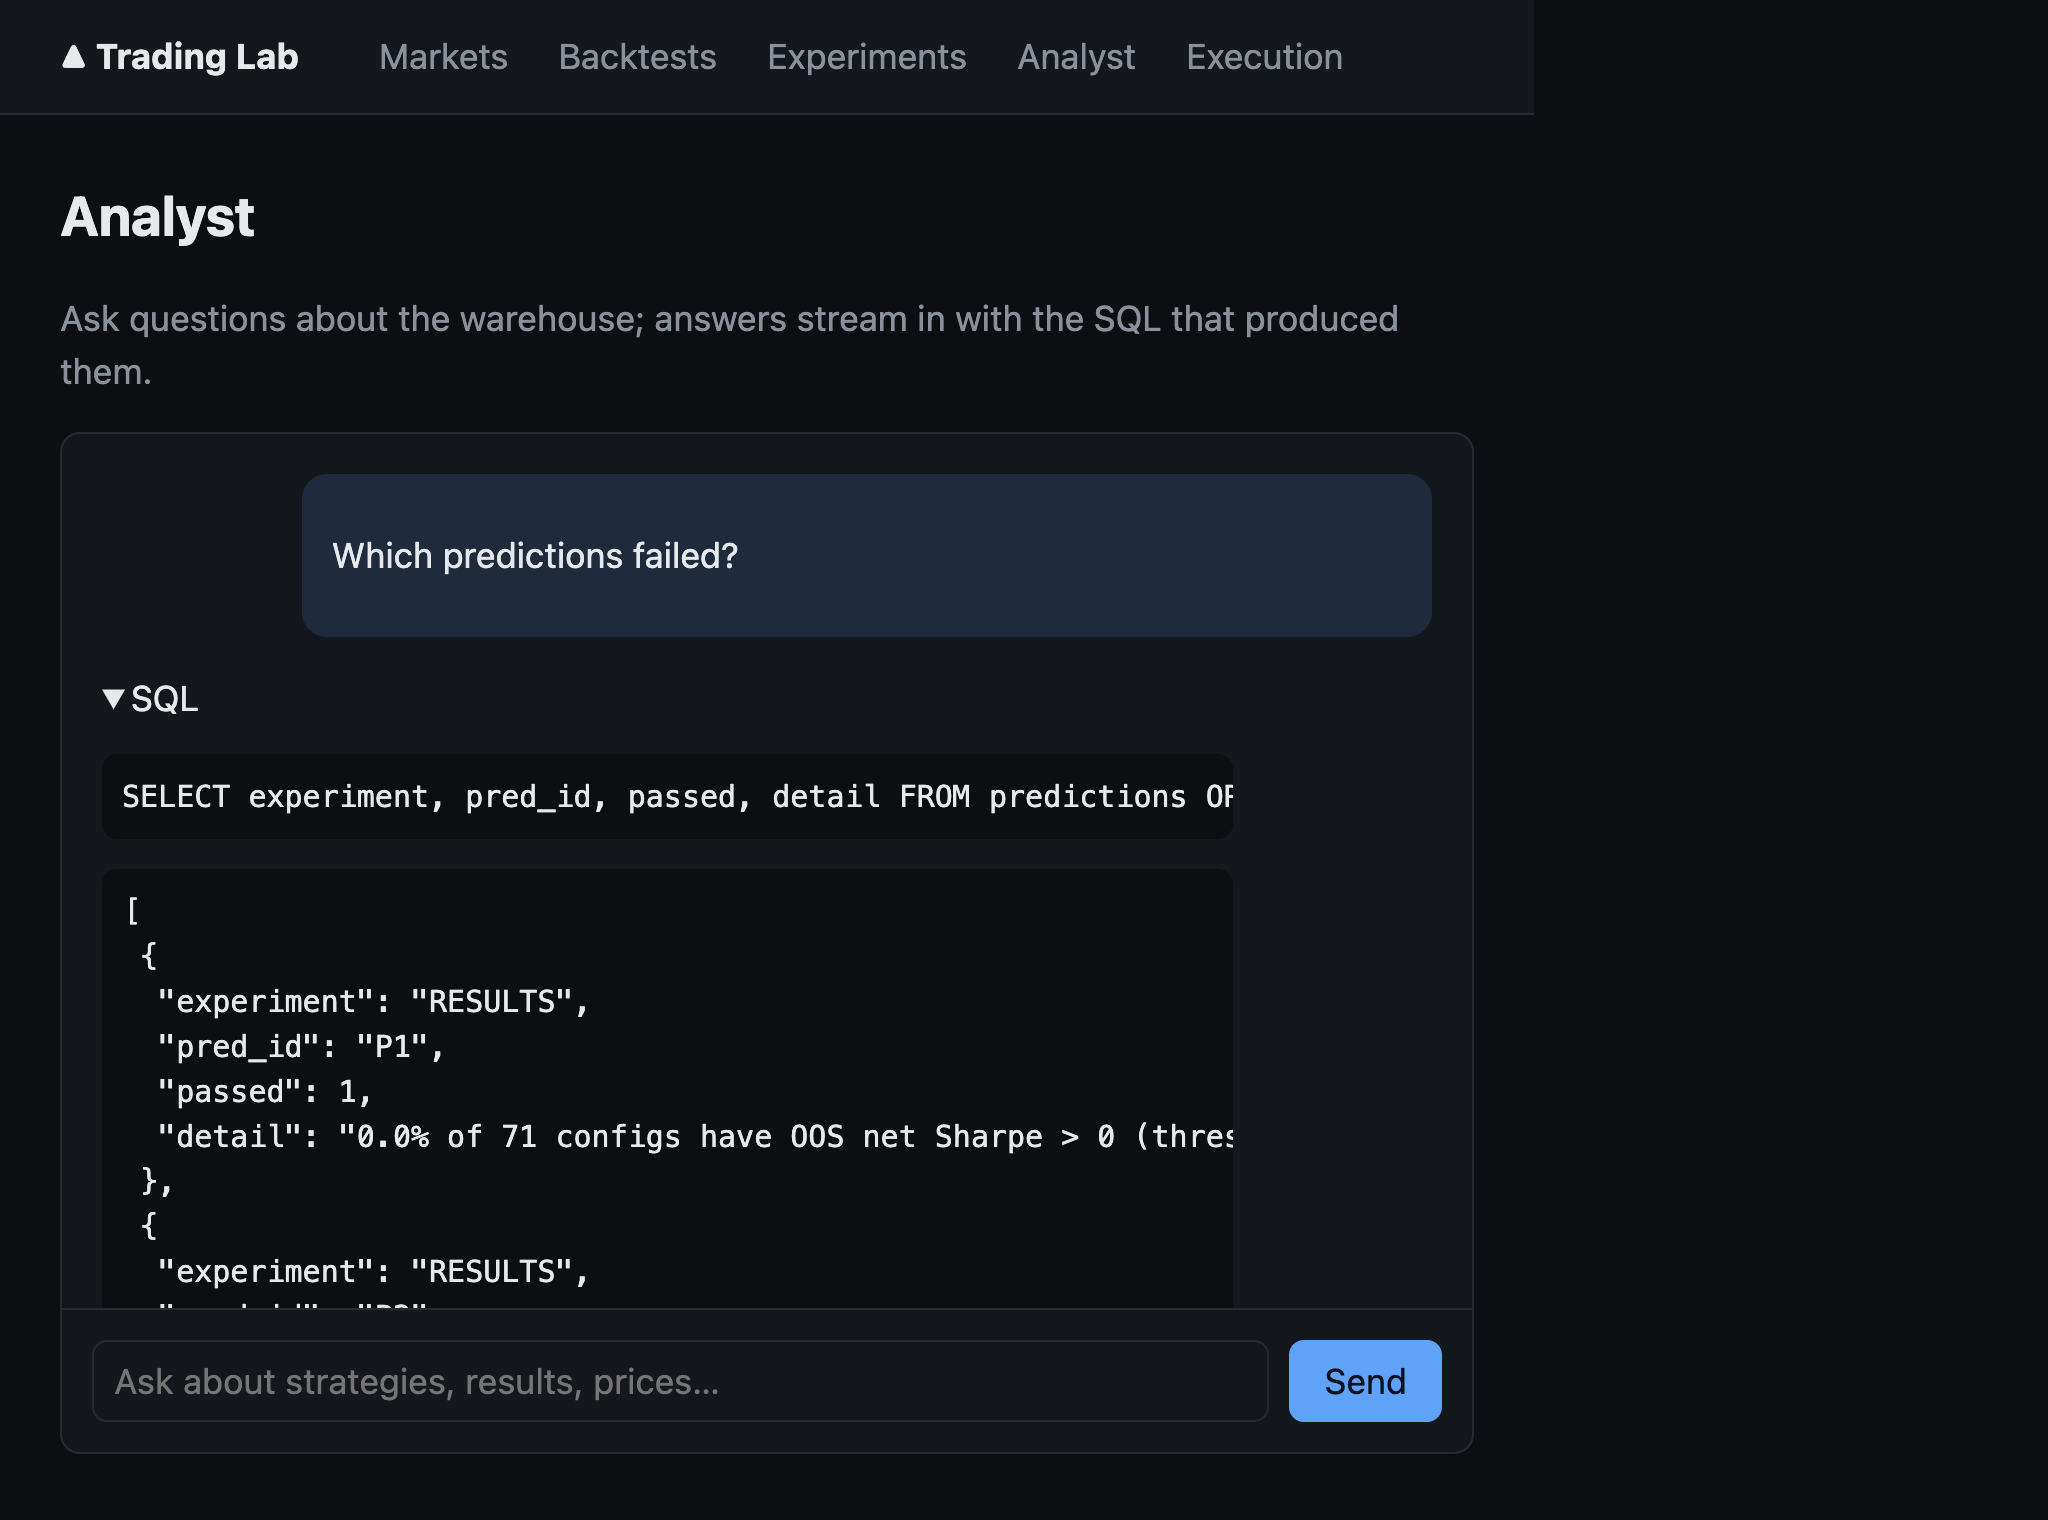 Trading Lab Markets Backtests Experiments Analyst Execution
Analyst
Ask questions about the warehouse; answers stream in with the SQL that produced
them.
Which predictions failed?
SQL
SELECT experiment, pred_id, passed, detail FROM predictions
[
{
"experiment": "RESULTS",
"pred_id": "P1",
"passed": 1,
"detail": "0.0% of 71 configs have OOS net Sharpe > 0
},
{
"experiment": "RESULTS",
Ask about strategies, results, prices...
Send